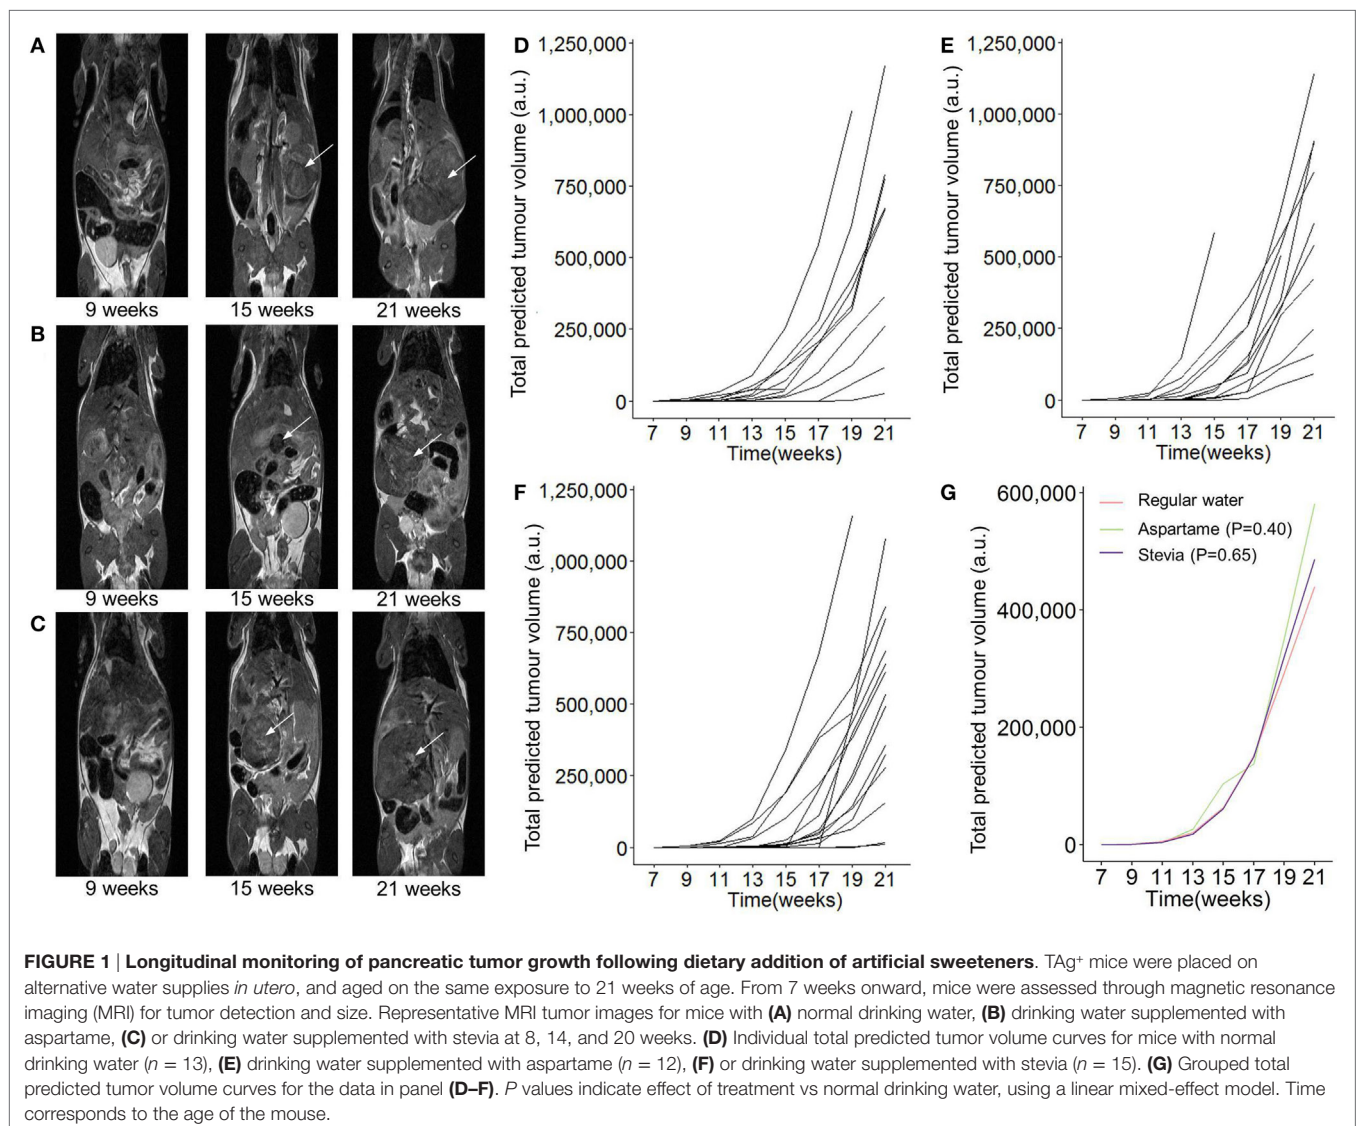 A
9 weeks
15 weeks
21 weeks
B
9 weeks
15 weeks
21 weeks
C
9 weeks
15 weeks
21 weeks
D
Total predicted tumour volume (a.u.)
1,250,000
1,000,000
750,000
500,000
250,000
0
7 9 11 13 15 17 19 21
Time(weeks)
E
Total predicted tumour volume (a.u.)
1,250,000
1,000,000
750,000
500,000
250,000
0
7 9 11 13 15 17 19 21
Time(weeks)
F
Total predicted tumour volume (a.u.)
1,250,000
,000,000
750,000
500,000
250,000
0
7 9 11 13 15 17 19 21
Time(weeks)
G
Total predicted tumour volume (a.u.)
600,000
400,000
200,000
0
Regular water
Aspartame (P=0.40)
Stevia (P=0.65)
7 9 11 13 15 17 19 21
Time(weeks)
FIGURE 1 | Longitudinal monitoring of pancreatic tumor growth following dietary addition of artificial sweeteners. TAg⁺ mice were placed on
alternative water supplies in utero, and aged on the same exposure to 21 weeks of age. From 7 weeks onward, mice were assessed through magnetic resonance
imaging (MRI) for tumor detection and size. Representative MRI tumor images for mice with (A) normal drinking water, (B) drinking water supplemented with
aspartame, (C) or drinking water supplemented with stevia at 8, 14, and 20 weeks. (D) Individual total predicted tumor volume curves for mice with normal
drinking water (n = 13), (E) drinking water supplemented with aspartame (n = 12), (F) or drinking water supplemented with stevia (n = 15). (G) Grouped total
predicted tumor volume curves for the data in panel (D–F). P values indicate effect of treatment vs normal drinking water, using a linear mixed-effect model. Time
corresponds to the age of the mouse.